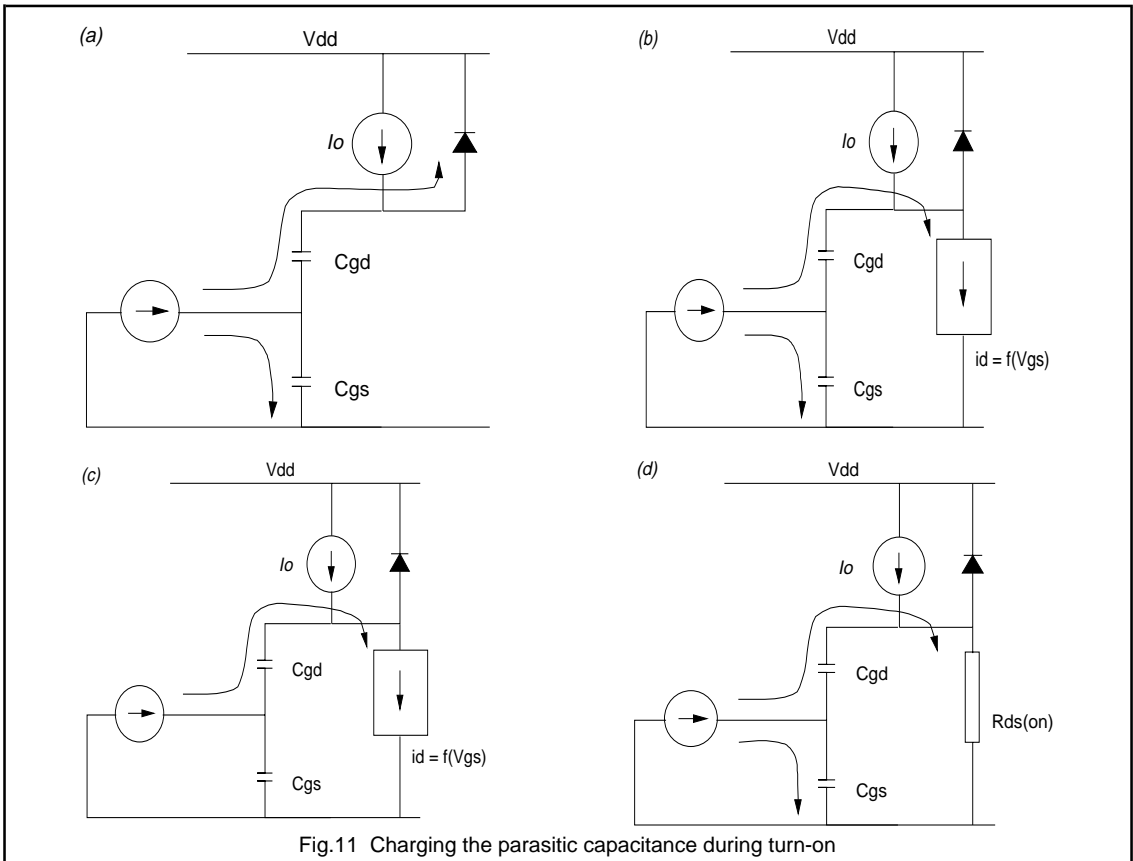 (a)
Vdd
Io
Cgd
Cgs
(b)
Vdd
Io
Cgd
id = f(Vgs)
Cgs
(c)
Vdd
Io
Cgd
id = f(Vgs)
Cgs
(d)
Vdd
Io
Cgd
Rds(on)
Cgs
Fig.11 Charging the parasitic capacitance during turn-on